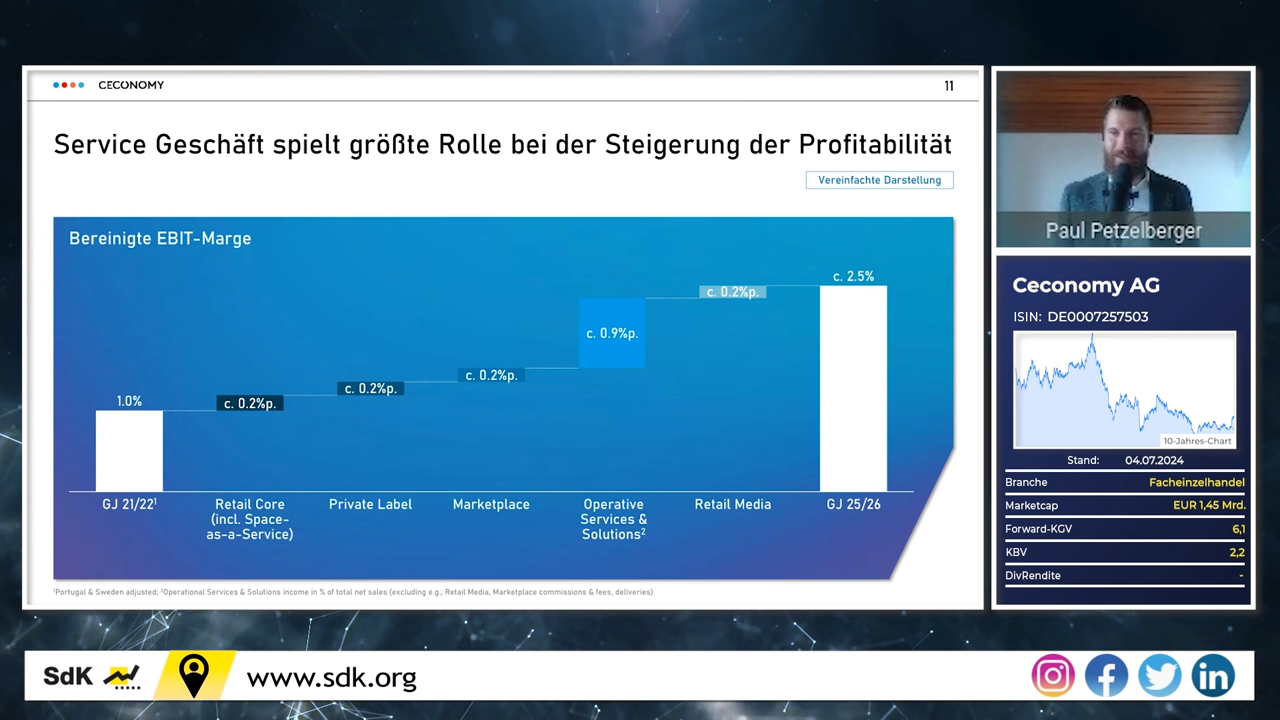 CECONOMY
11
Service Geschäft spielt größte Rolle bei der Steigerung der Profitabilität
Vereinfachte Darstellung
Bereinigte EBIT-Marge
1.0%
c. 0.2%p.
c. 0.2%p.
c. 0.2%p.
c. 0.9%p.
c. 0.2%p.
c. 2.5%
GJ 21/22¹
Retail Core
(incl. Space-
as-a-Service)
Private Label
Marketplace
Operative
Services &
Solutions²
Retail Media
GJ 25/26
¹Portugal & Sweden adjusted; ²Operational Services & Solutions income in % of total net sales (excluding e.g., Retail Media, Marketplace commissions & fees, deliveries)
Paul Petzelberger
Ceconomy AG
ISIN: DE0007257503
10-Jahres-Chart
Stand: 04.07.2024
Branche Facheinzelhandel
Marketcap EUR 1,45 Mrd.
Forward-KGV 6,1
KBV 2,2
DivRendite -
SdK
www.sdk.org